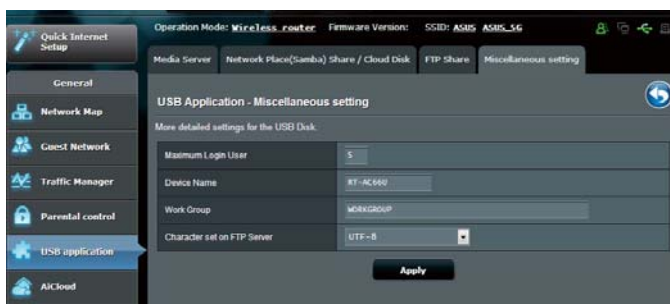 Quick Internet
Setup
Operation Mode: Wireless router Firmware Version: SSID: ASUS ASUS_5G
Media Server Network Place(Samba) Share / Cloud Disk FTP Share Miscellaneous setting
General
Network Map
Guest Network
Traffic Manager
Parental control
USB application
AiCloud
USB Application - Miscellaneous setting
More detailed settings for the USB Disk.
Maximum Login User 5
Device Name RT-AC66U
Work Group WORKGROUP
Character set on FTP Server UTF-8
Apply